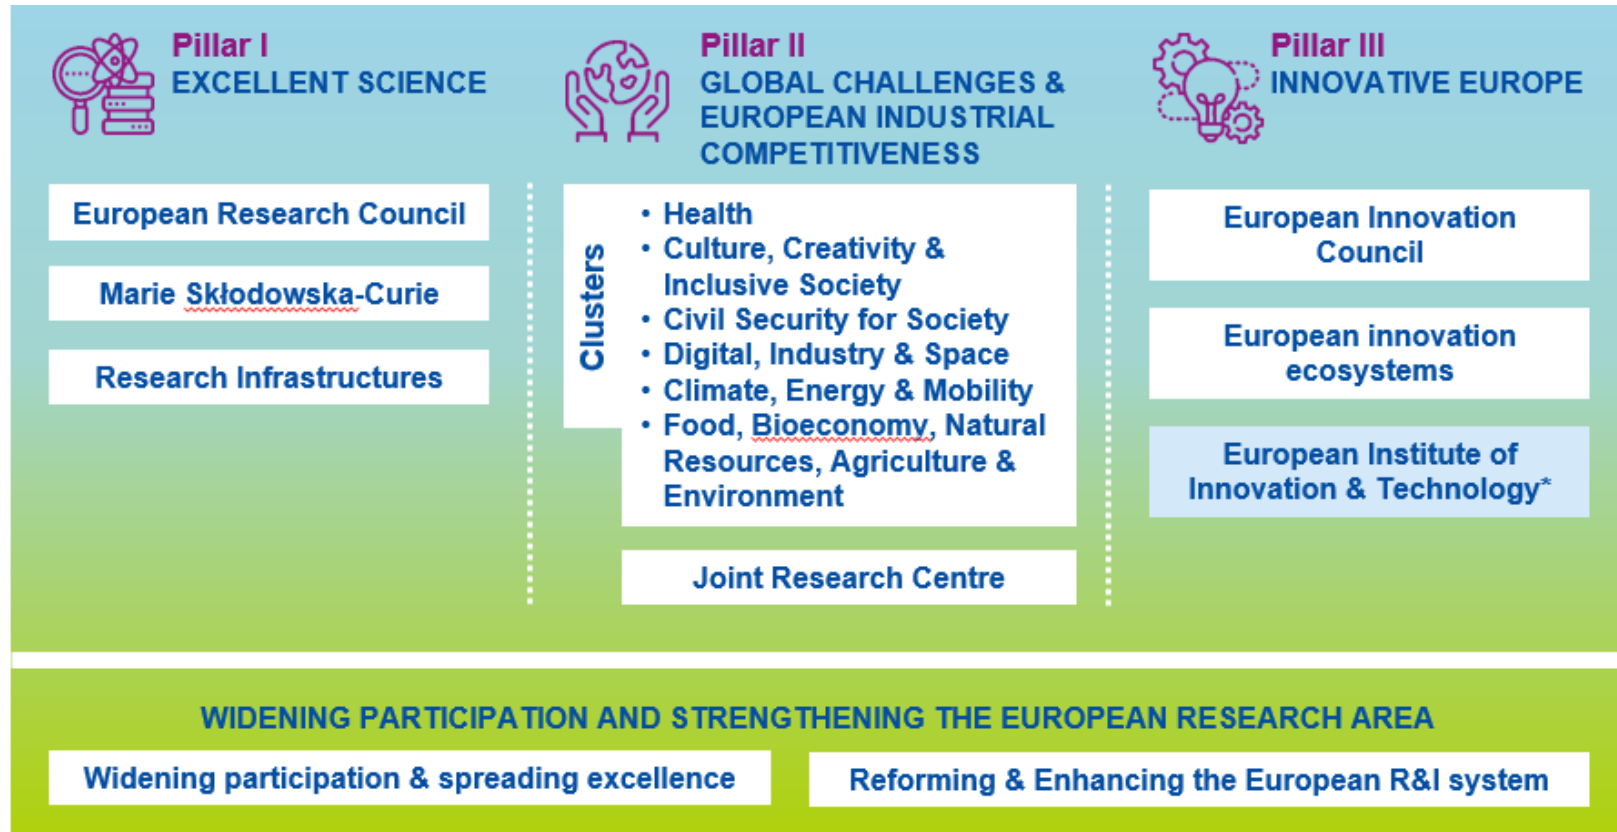 Pillar I
EXCELLENT SCIENCE
European Research Council
Marie Skłodowska-Curie
Research Infrastructures
Pillar II
GLOBAL CHALLENGES &
EUROPEAN INDUSTRIAL
COMPETITIVENESS
Clusters
• Health
• Culture, Creativity &
Inclusive Society
• Civil Security for Society
• Digital, Industry & Space
• Climate, Energy & Mobility
• Food, Bioeconomy, Natural
Resources, Agriculture &
Environment
Joint Research Centre
Pillar III
INNOVATIVE EUROPE
European Innovation
Council
European innovation
ecosystems
European Institute of
Innovation & Technology*
WIDENING PARTICIPATION AND STRENGTHENING THE EUROPEAN RESEARCH AREA
Widening participation & spreading excellence
Reforming & Enhancing the European R&I system